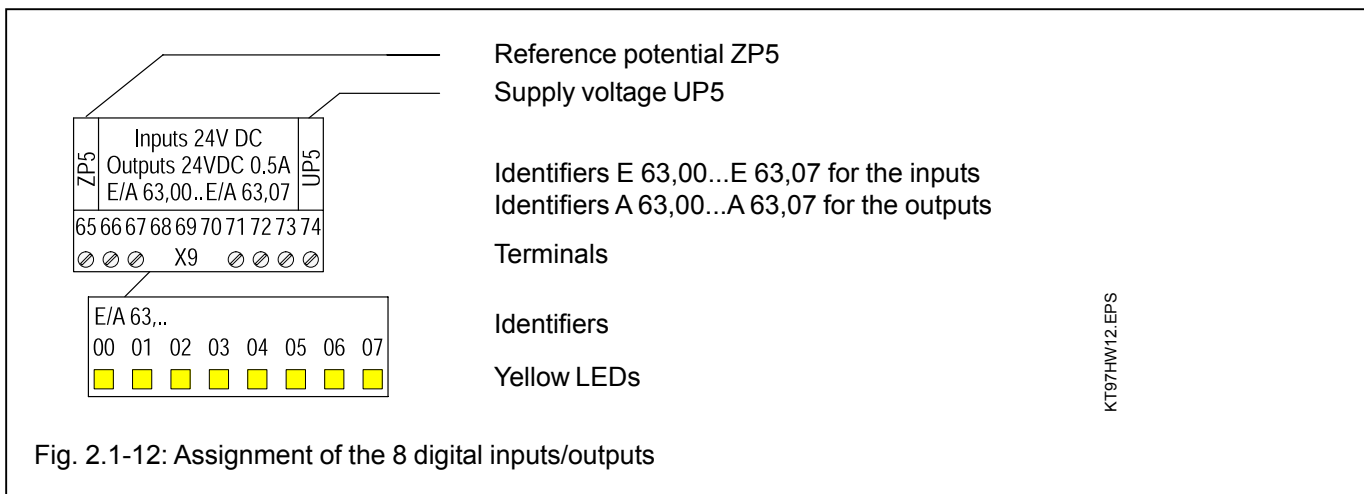 Reference potential ZP5
Supply voltage UP5
ZP5
Inputs 24V DC
Outputs 24VDC 0.5A
E/A 63,00..E/A 63,07
UP5
Identifiers E 63,00...E 63,07 for the inputs
Identifiers A 63,00...A 63,07 for the outputs
65 66 67 68 69 70 71 72 73 74
X9
Terminals
E/A 63,..
Identifiers
00 01 02 03 04 05 06 07
Yellow LEDs
KT97HW12.EPS
Fig. 2.1-12: Assignment of the 8 digital inputs/outputs